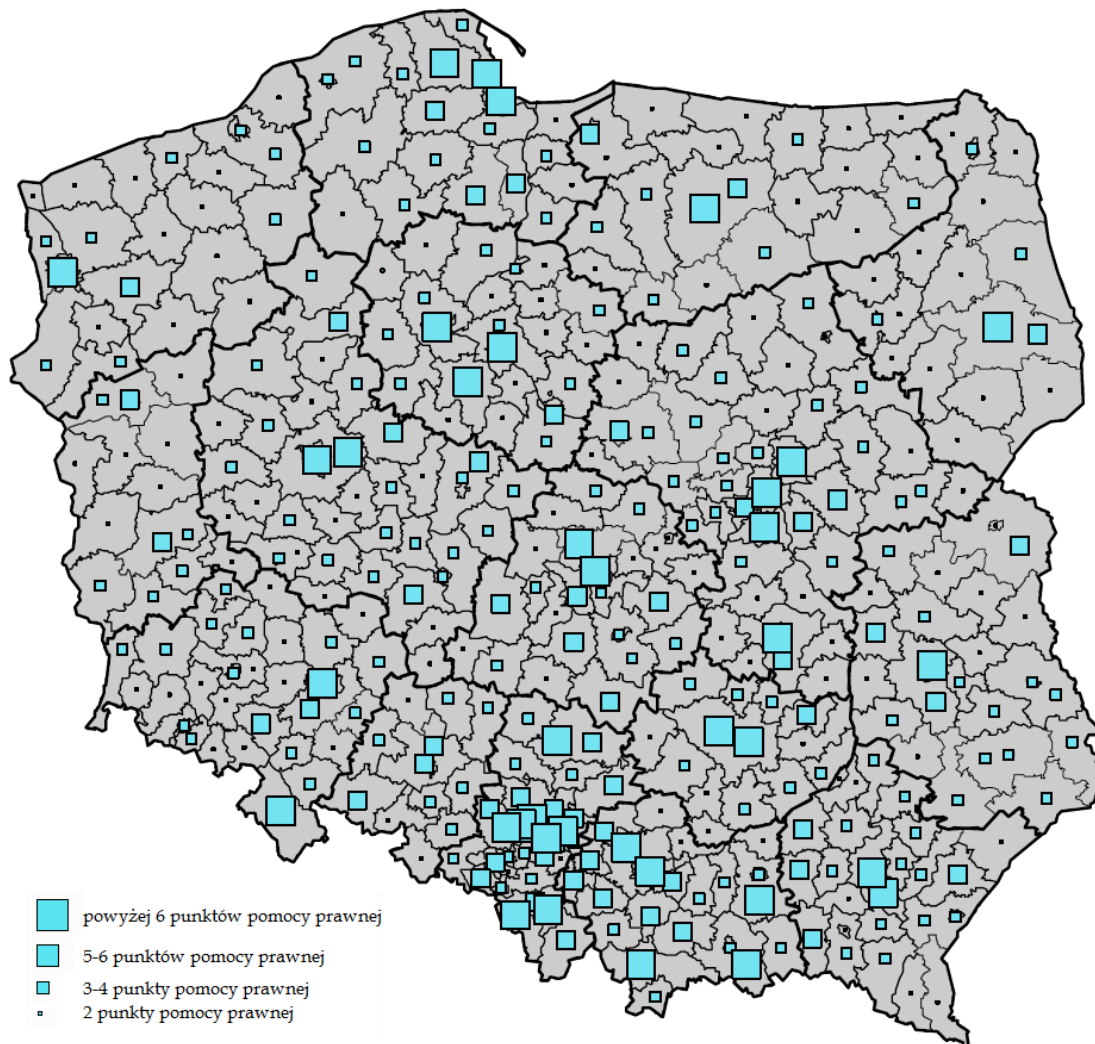 powyżej 6 punktów pomocy prawnej
5-6 punktów pomocy prawnej
3-4 punkty pomocy prawnej
2 punkty pomocy prawnej